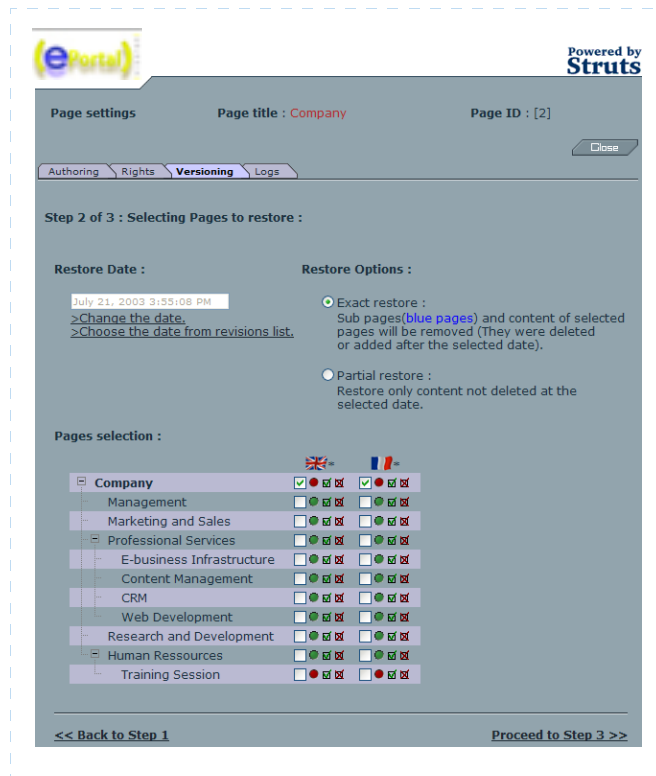 (ePortal)
Powered by
Struts
Page settings Page title : Company Page ID : [2]
Close
Authoring Rights Versioning Logs
Step 2 of 3 : Selecting Pages to restore :
Restore Date : Restore Options :
July 21, 2003 3:55:08 PM
>Change the date.
>Choose the date from revisions list.
Exact restore :
Sub pages(blue pages) and content of selected
pages will be removed (They were deleted
or added after the selected date).
Partial restore :
Restore only content not deleted at the
selected date.
Pages selection :
Company
Management
Marketing and Sales
Professional Services
E-business Infrastructure
Content Management
CRM
Web Development
Research and Development
Human Ressources
Training Session
<< Back to Step 1 Proceed to Step 3 >>